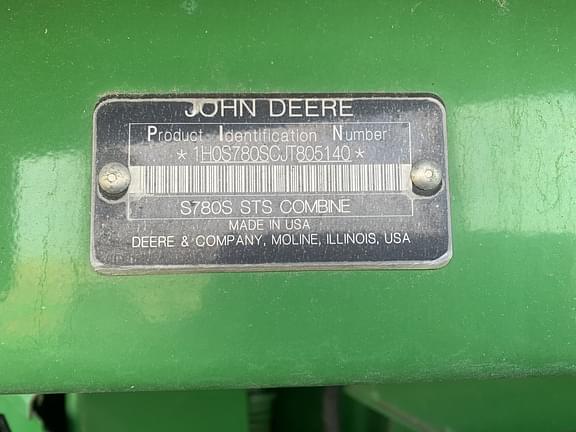 JOHN DEERE
Product Identification Number
*1H0S780SCJT805140*
S780S STS COMBINE
MADE IN USA
DEERE & COMPANY, MOLINE, ILLINOIS, USA